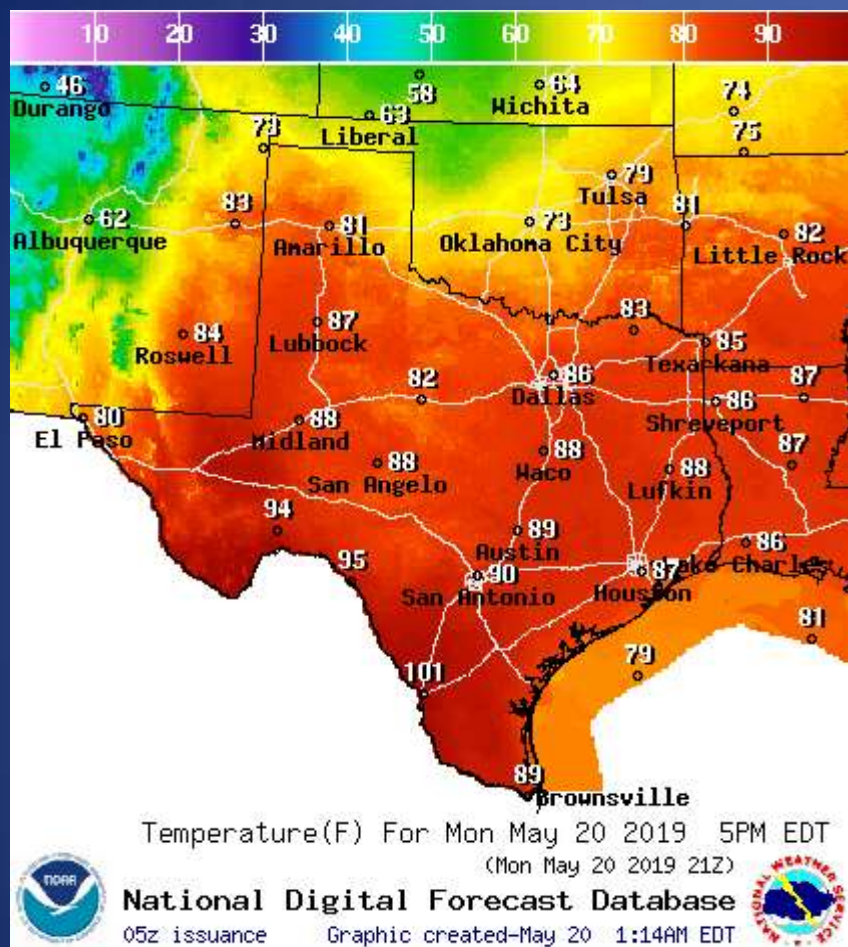 10 20 30 40 50 60 70 80 90
46
Durango
58
64
Wichita
74
63
Liberal
73
75
79
Tulsa
62
Albuquerque
83
81
Amarillo
73
Oklahoma City
81
82
Little Rock
84
Roswell
87
Lubbock
83
85
Texarkana
82
86
Dallas
86
Shreveport
87
80
El Paso
88
Midland
88
San Angelo
88
Waco
88
Lufkin
87
94
89
Austin
86
Lake Charles
95
90
San Antonio
87
Houston
81
79
101
89
Brownsville
Temperature(F) For Mon May 20 2019 5PM EDT
(Mon May 20 2019 21Z)
NOAA
National Digital Forecast Database
05z issuance Graphic created-May 20 1:14AM EDT
NATIONAL WEATHER SERVICE